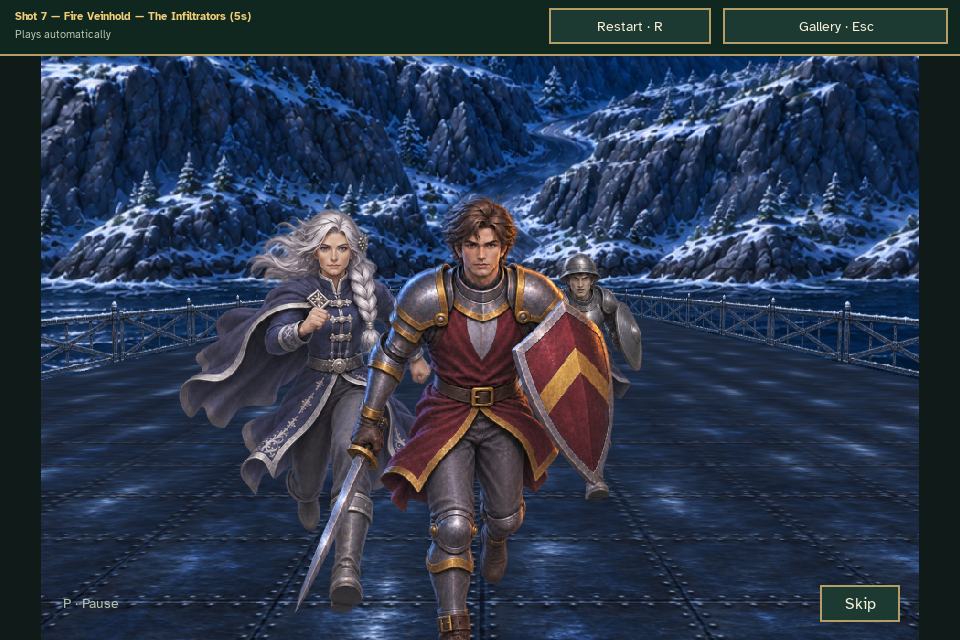 Shot 7 — Fire Veinhold — The Infiltrators (5s)
Plays automatically
Restart · R
Gallery · Esc
P · Pause
Skip